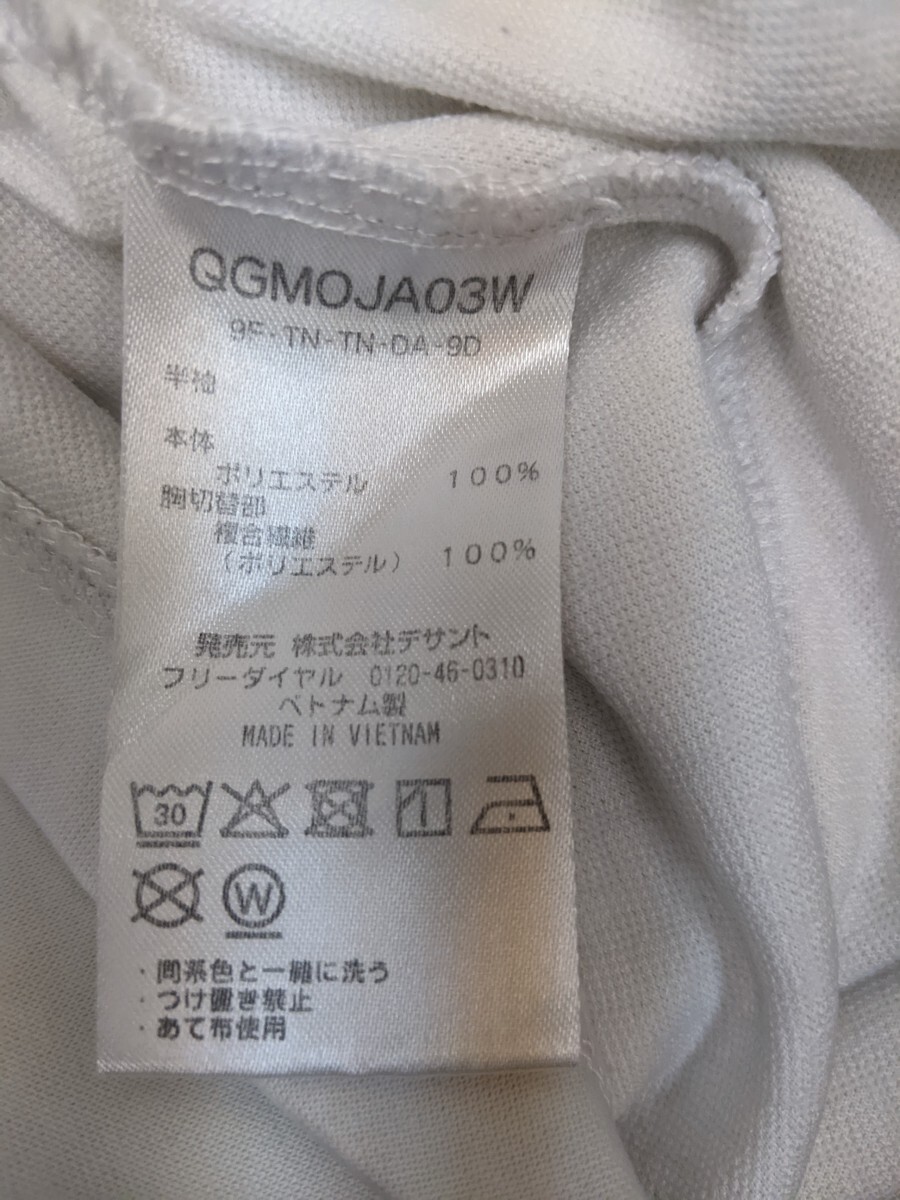 QGMOJA03W
9F-TN-TN-DA-9D
半袖
本体
ポリエステル 100%
胸切替部
複合繊維
(ポリエステル) 100%
発売元 株式会社デサント
フリーダイヤル 0120-46-0310
ベトナム製
MADE IN VIETNAM
30
W
・同系色と一緒に洗う
・つけ置き禁止
・あて布使用